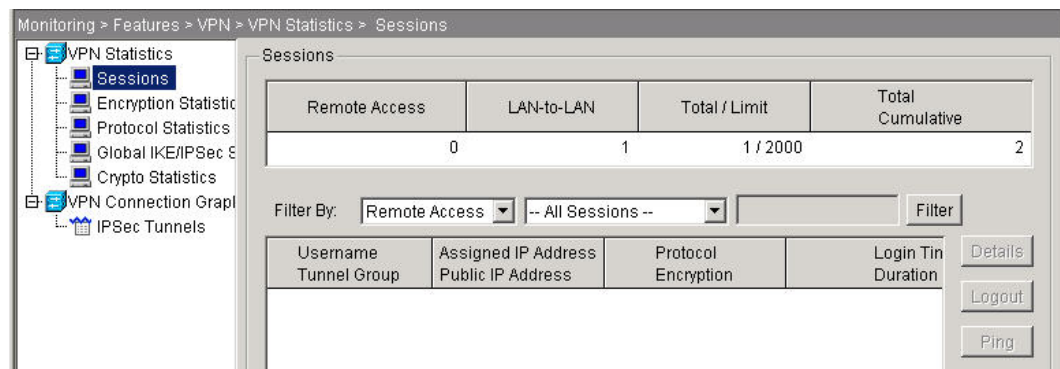 Monitoring > Features > VPN > VPN Statistics > Sessions
VPN Statistics
Sessions
Encryption Statistic
Protocol Statistics
Global IKE/IPSec S
Crypto Statistics
VPN Connection Grapl
IPSec Tunnels
Sessions
Remote Access LAN-to-LAN Total / Limit Total Cumulative
0 1 1 / 2000 2
Filter By: Remote Access -- All Sessions -- Filter
Username Assigned IP Address Protocol Login Tin
Tunnel Group Public IP Address Encryption Duration
Details
Logout
Ping